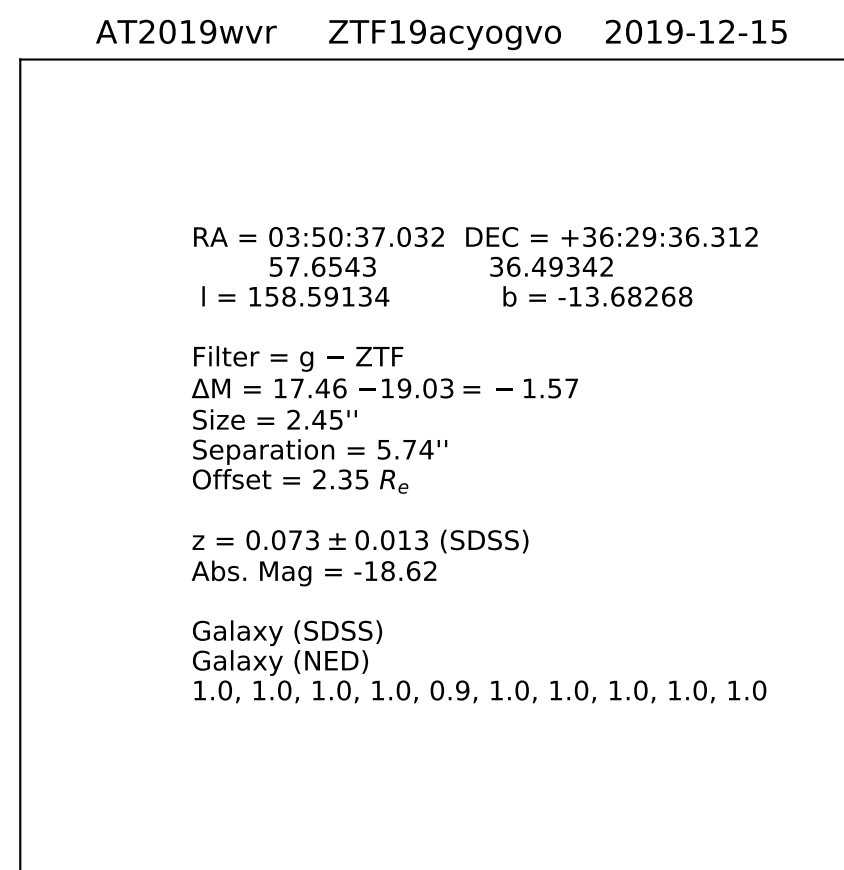 AT2019wvr ZTF19acyogvo 2019-12-15
RA = 03:50:37.032 DEC = +36:29:36.312
57.6543 36.49342
l = 158.59134 b = -13.68268
Filter = g − ZTF
ΔM = 17.46 −19.03 = − 1.57
Size = 2.45''
Separation = 5.74''
Offset = 2.35 Re
z = 0.073 ± 0.013 (SDSS)
Abs. Mag = -18.62
Galaxy (SDSS)
Galaxy (NED)
1.0, 1.0, 1.0, 1.0, 0.9, 1.0, 1.0, 1.0, 1.0, 1.0